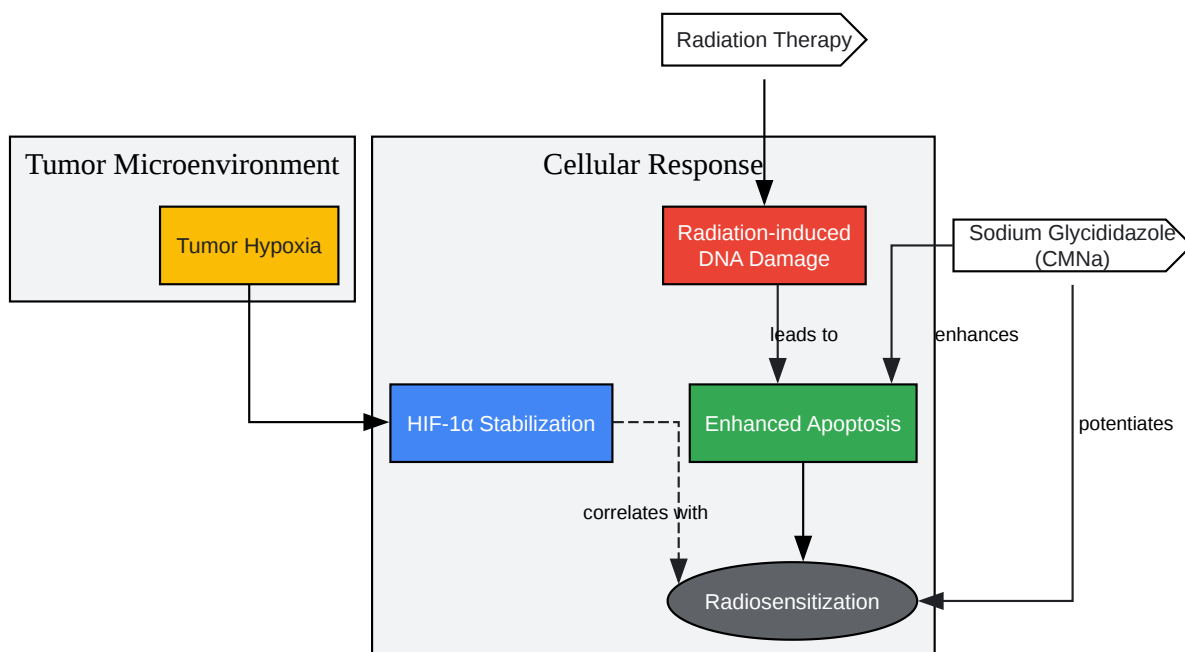 Radiation Therapy
Tumor Microenvironment
Cellular Response
Tumor Hypoxia
Radiation-induced
DNA Damage
Sodium Glycididazole
(CMNa)
leads to
enhances
HIF-1α Stabilization
Enhanced Apoptosis
potentiates
correlates with
Radiosensitization